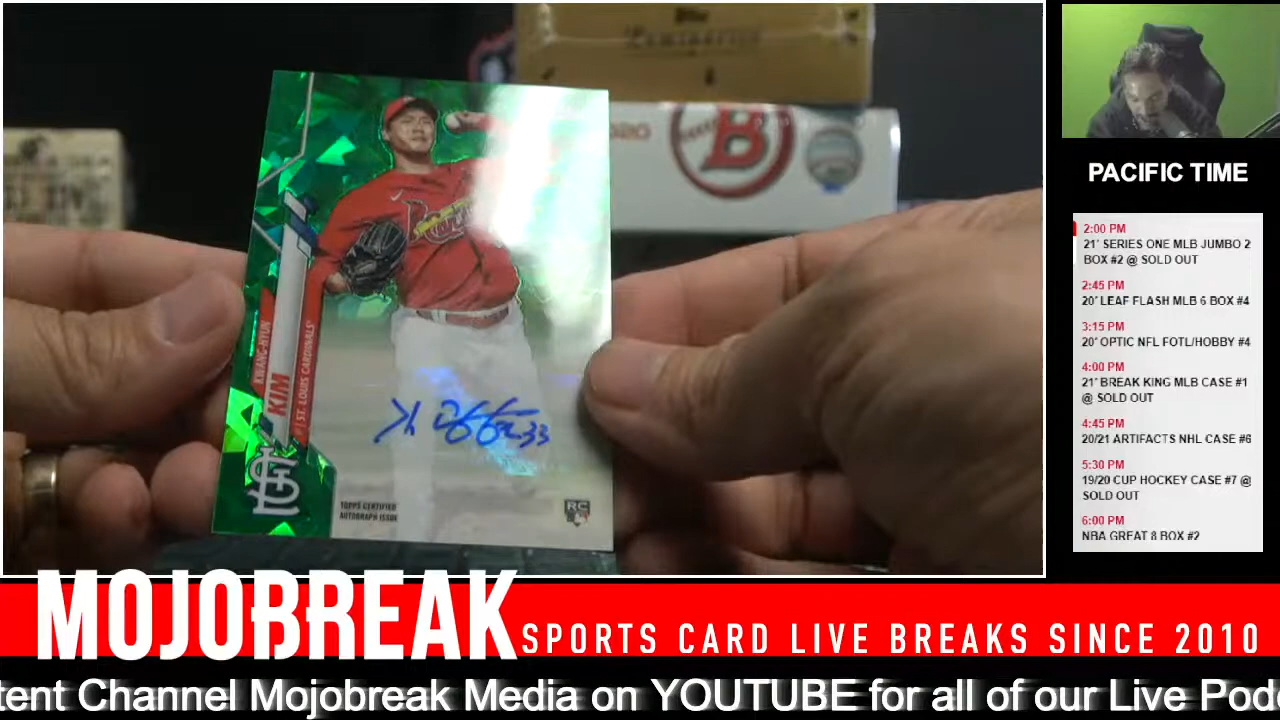 2020
B
Cardinals
KWANG-HYUN
KIM
ST. LOUIS CARDINALS
STL
33
TOPPS CERTIFIED
AUTOGRAPH ISSUE
RC
PACIFIC TIME
2:00 PM
21' SERIES ONE MLB JUMBO 2
BOX #2 @ SOLD OUT
2:45 PM
20' LEAF FLASH MLB 6 BOX #4
3:15 PM
20' OPTIC NFL FOTL/HOBBY #4
4:00 PM
21' BREAK KING MLB CASE #1
@ SOLD OUT
4:45 PM
20/21 ARTIFACTS NHL CASE #6
5:30 PM
19/20 CUP HOCKEY CASE #7 @
SOLD OUT
6:00 PM
NBA GREAT 8 BOX #2
MOJOBREAK
SPORTS CARD LIVE BREAKS SINCE 2010
tent Channel Mojobreak Media on YOUTUBE for all of our Live Pod